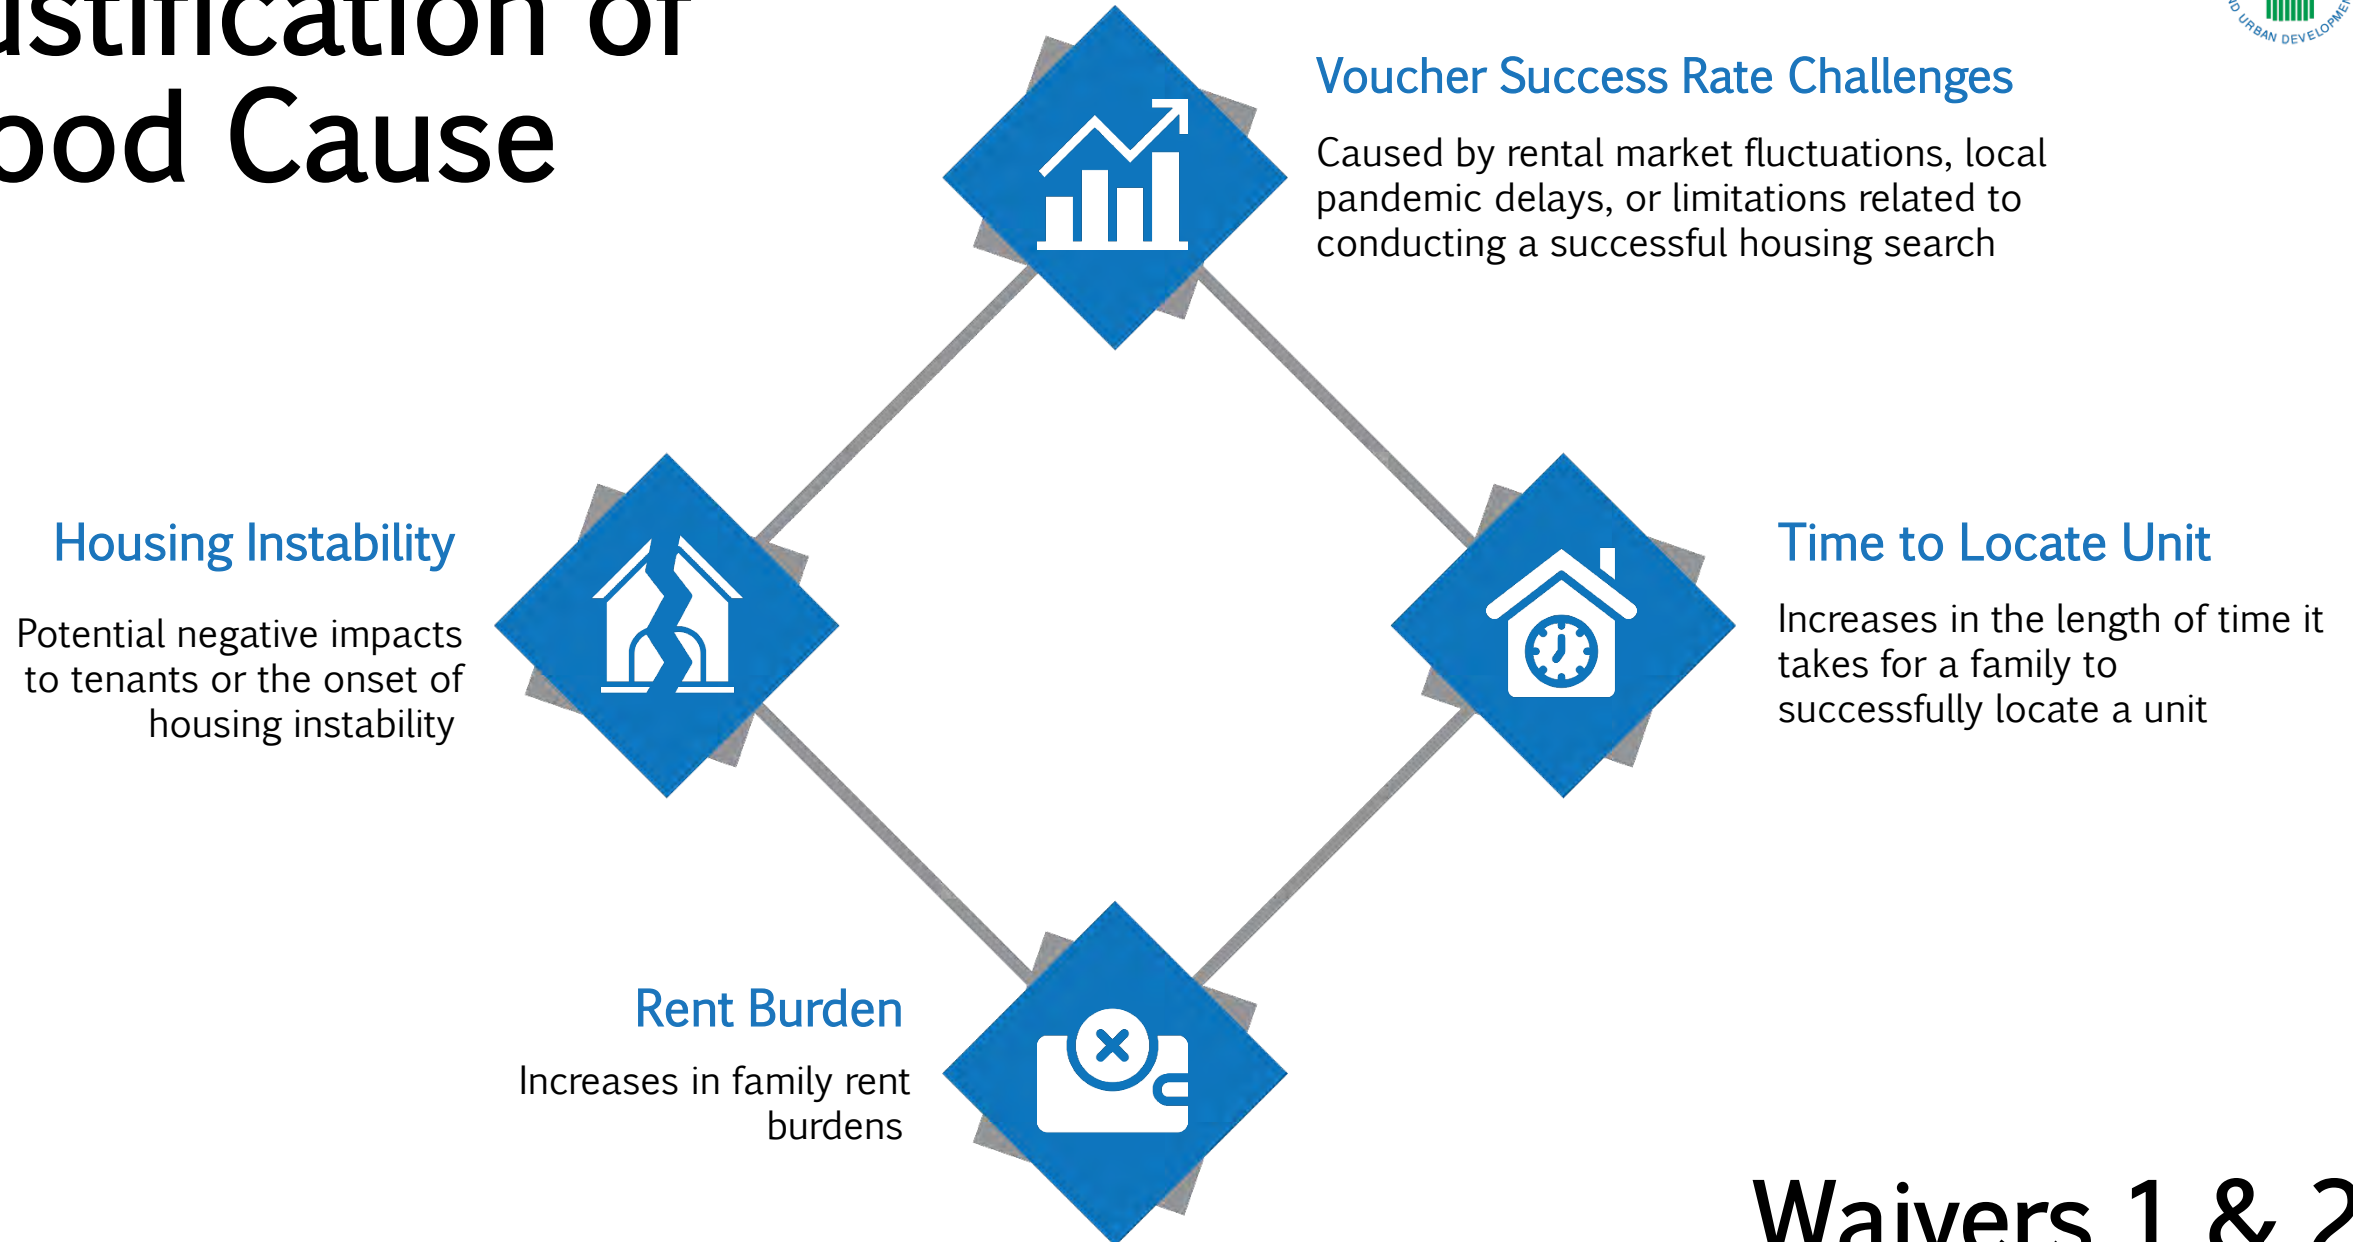 ustification of
ood Cause
URBAN DEVELOPMEN
Voucher Success Rate Challenges
Caused by rental market fluctuations, local
pandemic delays, or limitations related to
conducting a successful housing search
Housing Instability
Potential negative impacts
to tenants or the onset of
housing instability
Time to Locate Unit
Increases in the length of time it
takes for a family to
successfully locate a unit
Rent Burden
Increases in family rent
burdens
Waivers 1 & 2